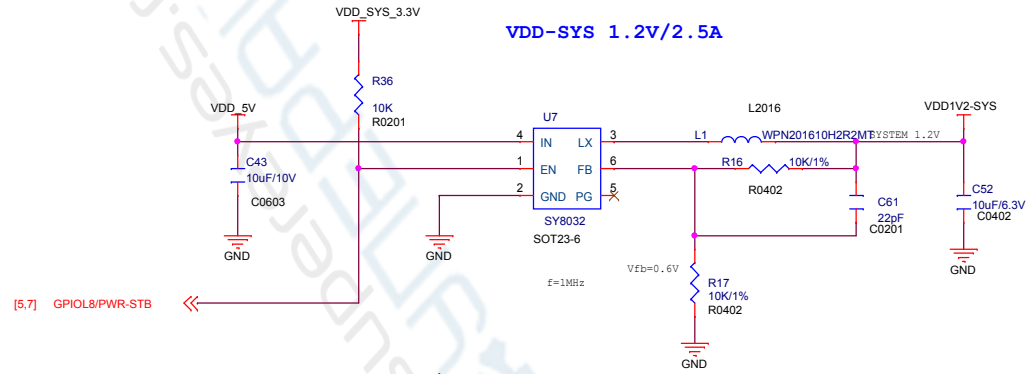 VDD_SYS_3.3V
VDD-SYS 1.2V/2.5A
R36
10K
R0201
VDD_5V
C43
10uF/10V
C0603
GND
U7
4 IN LX 3
1 EN FB 6
2 GND PG 5
SY8032
SOT23-6
GND
f=1MHz
L2016
L1 WPN201610H2R2MT
SYSTEM 1.2V
VDD1V2-SYS
R16 10K/1%
R0402
C61
22pF
C0201
C52
10uF/6.3V
C0402
GND
Vfb=0.6V
R17
10K/1%
R0402
GND
[5,7] GPIOL8/PWR-STB